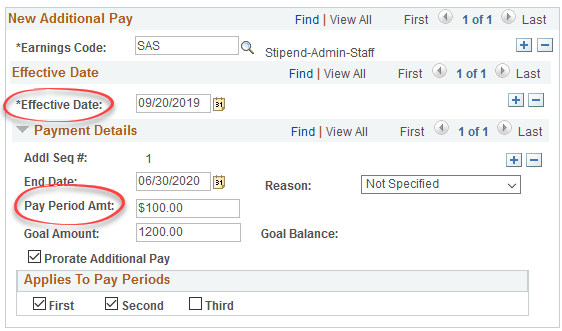 New Additional Pay Find | View All First 1 of 1 Last
*Earnings Code: SAS Stipend-Admin-Staff
Effective Date Find | View All First 1 of 1 Last
*Effective Date: 09/20/2019 31
Payment Details Find | View All First 1 of 1 Last
Addl Seq #: 1
End Date: 06/30/2020 31 Reason: Not Specified
Pay Period Amt: $100.00
Goal Amount: 1200.00 Goal Balance:
Prorate Additional Pay
Applies To Pay Periods
First Second Third